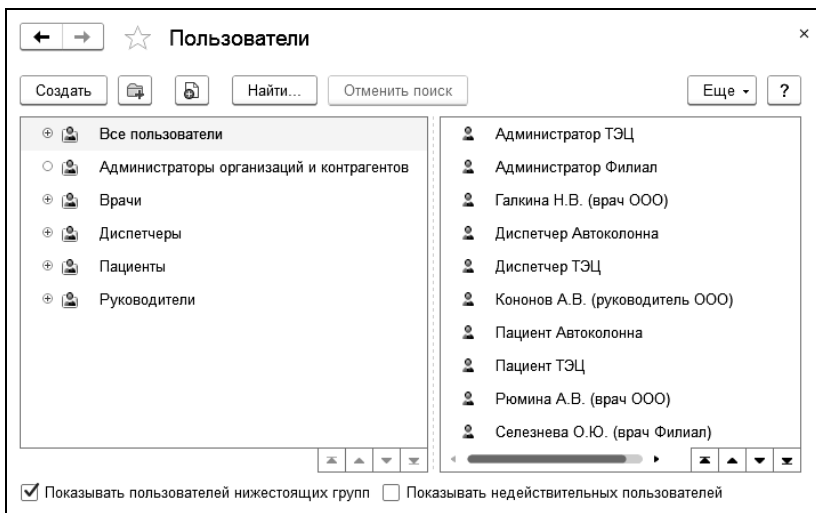 Пользователи
Создать
Найти...
Отменить поиск
Еще
?
Все пользователи
Администраторы организаций и контрагентов
Врачи
Диспетчеры
Пациенты
Руководители
Администратор ТЭЦ
Администратор Филиал
Галкина Н.В. (врач ООО)
Диспетчер Автоколонна
Диспетчер ТЭЦ
Кононов А.В. (руководитель ООО)
Пациент Автоколонна
Пациент ТЭЦ
Рюмина А.В. (врач ООО)
Селезнева О.Ю. (врач Филиал)
Показывать пользователей нижестоящих групп
Показывать недействительных пользователей